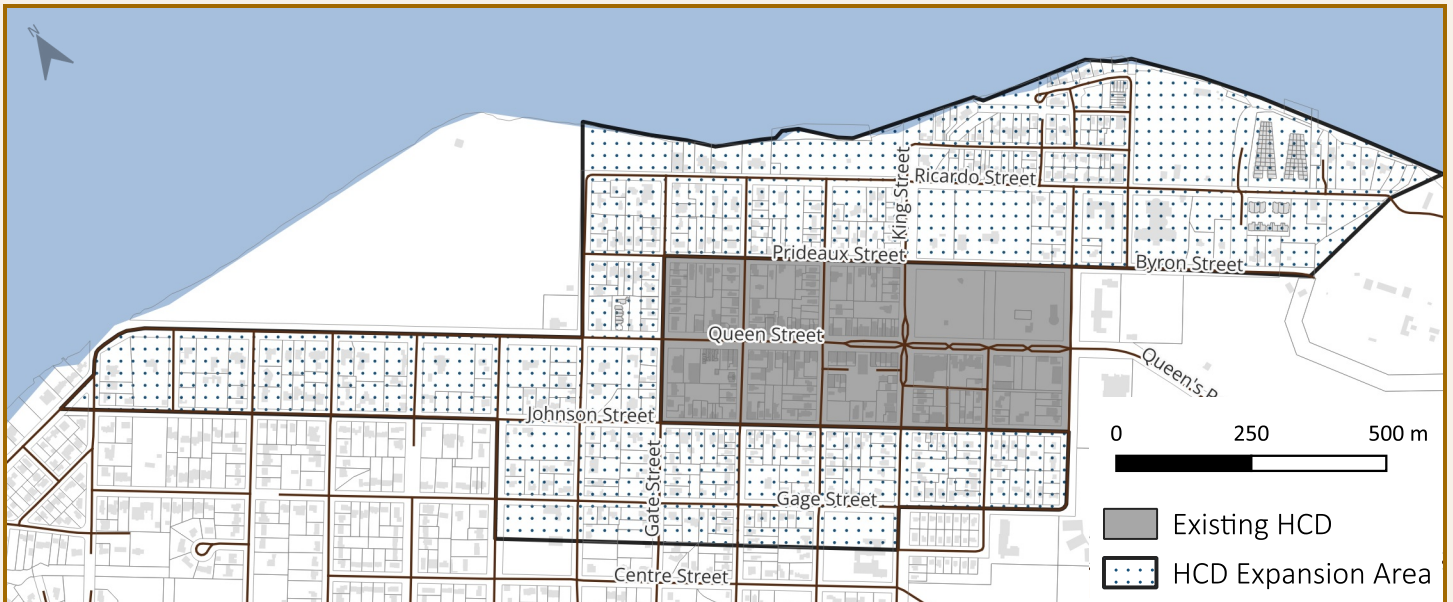 N
King Street
Ricardo Street
Prideaux Street
Byron Street
Queen Street
Queen's P
Johnson Street
Gate Street
Gage Street
Centre Street
0 250 500 m
Existing HCD
HCD Expansion Area